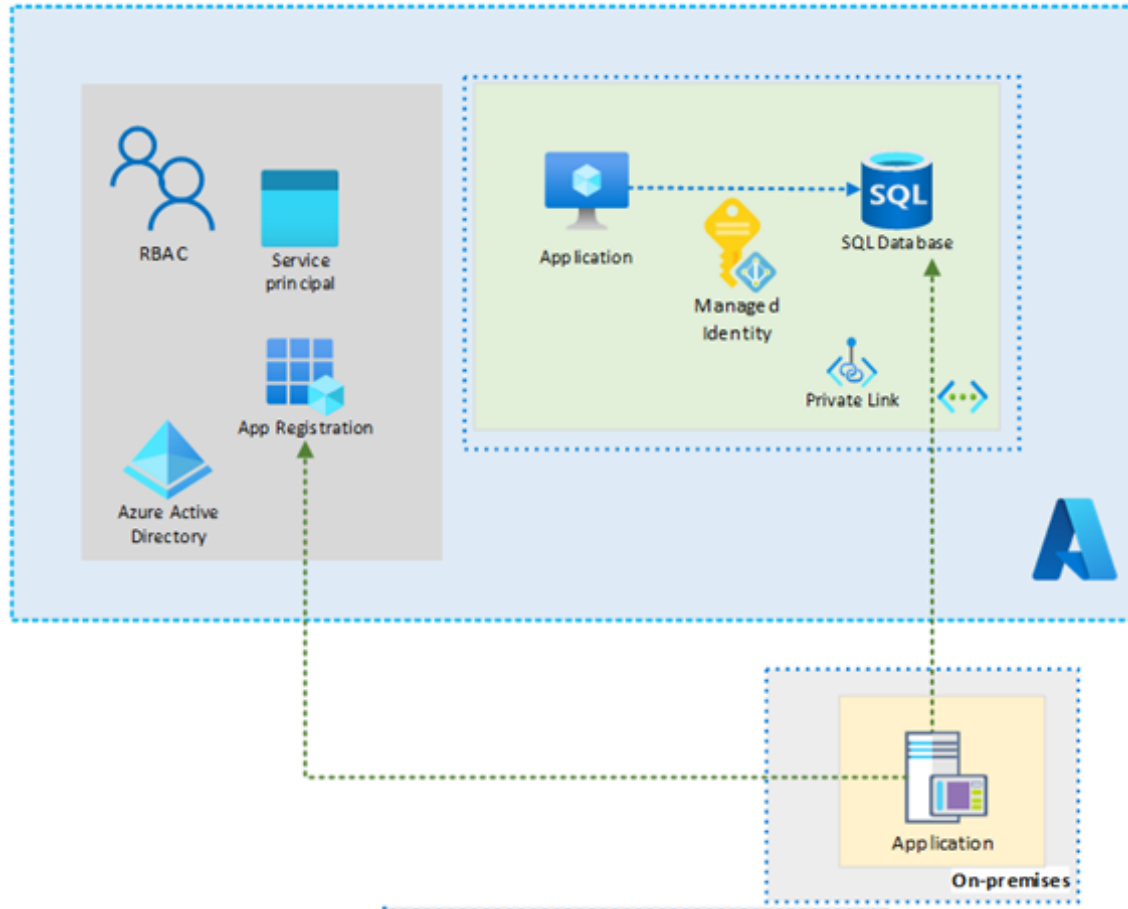 RBAC
Service
principal
App Registration
Azure Active
Directory
Application
SQL
SQL Database
Managed
Identity
Private Link
Application
On-premises